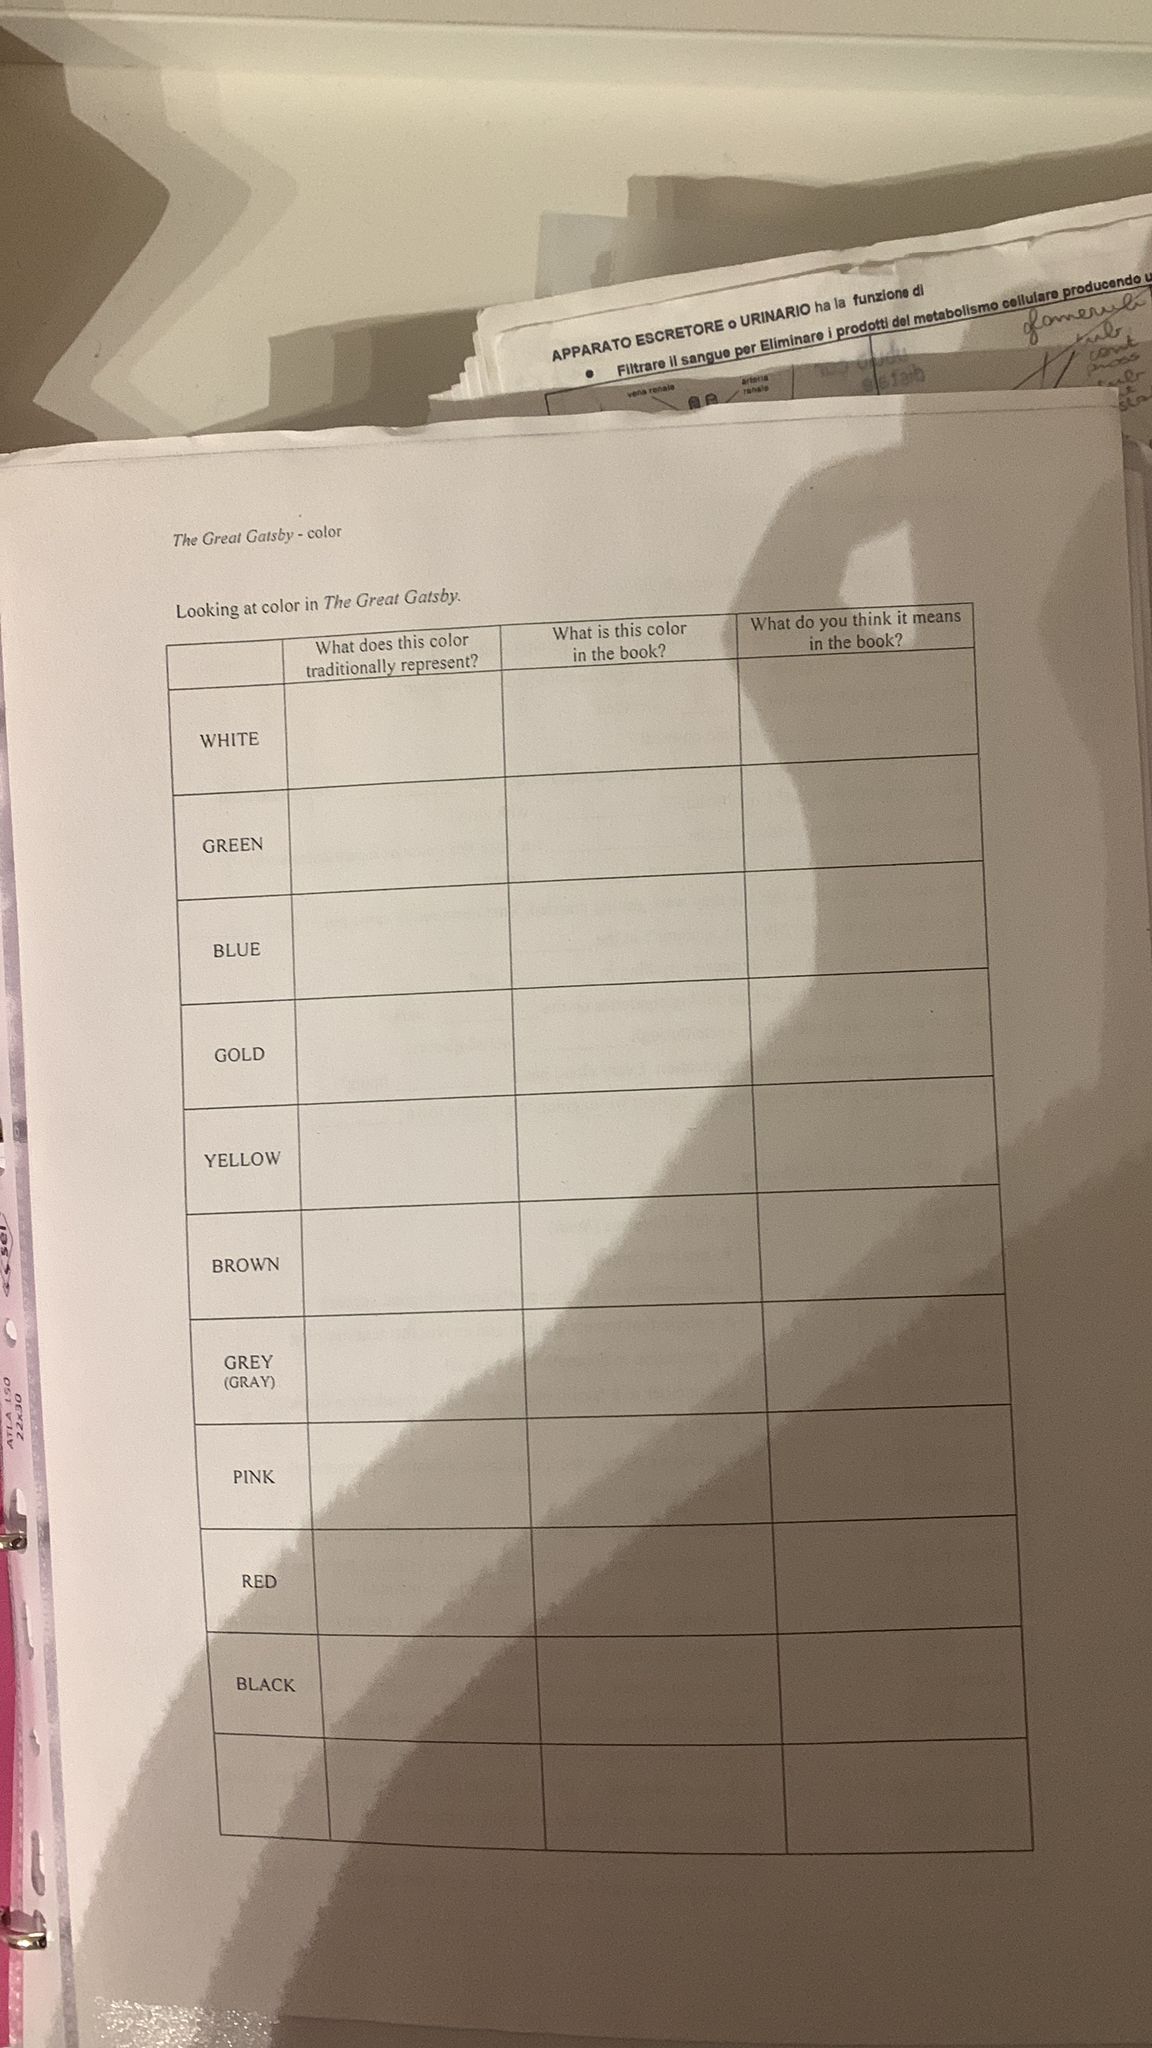 APPARATO ESCRETORE o URINARIO ha la funzione di
• Filtrare il sangue per Eliminare i prodotti del metabolismo cellulare producendo
vena renale
arteria
renale
glomeruli
The Great Gatsby - color
Looking at color in The Great Gatsby.
What does this color
traditionally represent?
What is this color
in the book?
What do you think it means
in the book?
WHITE
GREEN
BLUE
GOLD
YELLOW
BROWN
GREY
(GRAY)
PINK
RED
BLACK
ATLA 150
22x30